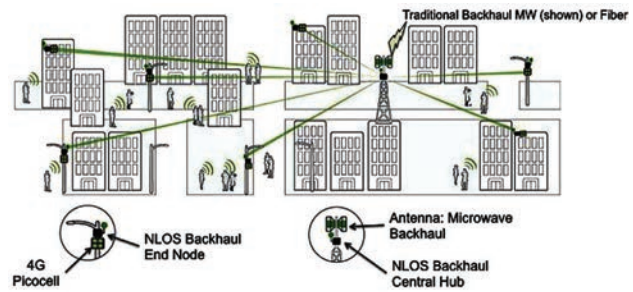 Traditional Backhaul MW (shown) or Fiber
NLOS Backhaul
End Node
4G
Picocell
Antenna: Microwave
Backhaul
NLOS Backhaul
Central Hub